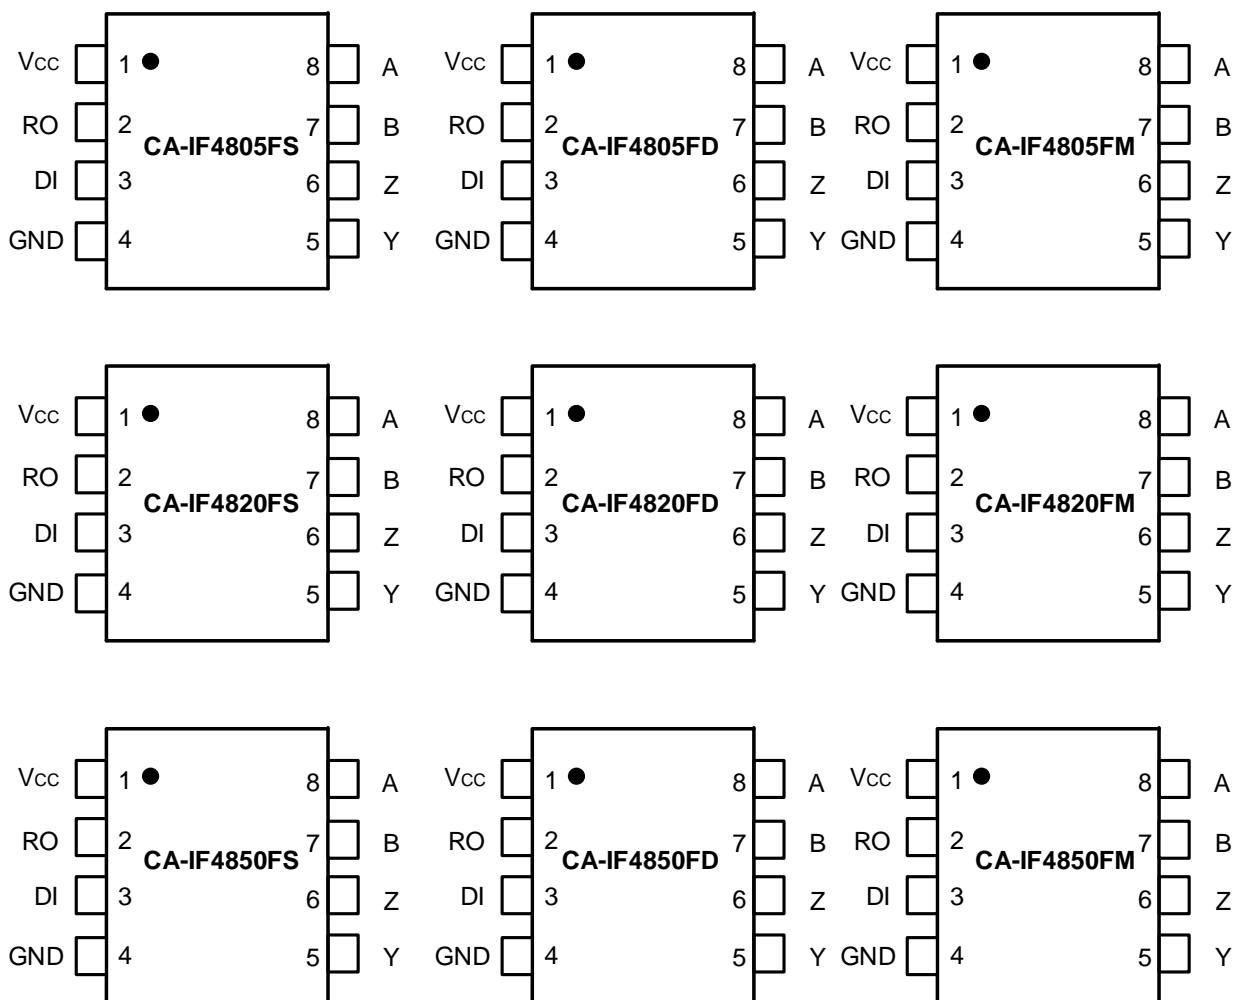 Vcc 1 8 A Vcc 1 8 A Vcc 1 8 A
RO 2 7 B RO 2 7 B RO 2 7 B
CA-IF4805FS CA-IF4805FD CA-IF4805FM
DI 3 6 Z DI 3 6 Z DI 3 6 Z
GND 4 5 Y GND 4 5 Y GND 4 5 Y
Vcc 1 8 A Vcc 1 8 A Vcc 1 8 A
RO 2 7 B RO 2 7 B RO 2 7 B
CA-IF4820FS CA-IF4820FD CA-IF4820FM
DI 3 6 Z DI 3 6 Z DI 3 6 Z
GND 4 5 Y GND 4 5 Y GND 4 5 Y
Vcc 1 8 A Vcc 1 8 A Vcc 1 8 A
RO 2 7 B RO 2 7 B RO 2 7 B
CA-IF4850FS CA-IF4850FD CA-IF4850FM
DI 3 6 Z DI 3 6 Z DI 3 6 Z
GND 4 5 Y GND 4 5 Y GND 4 5 Y